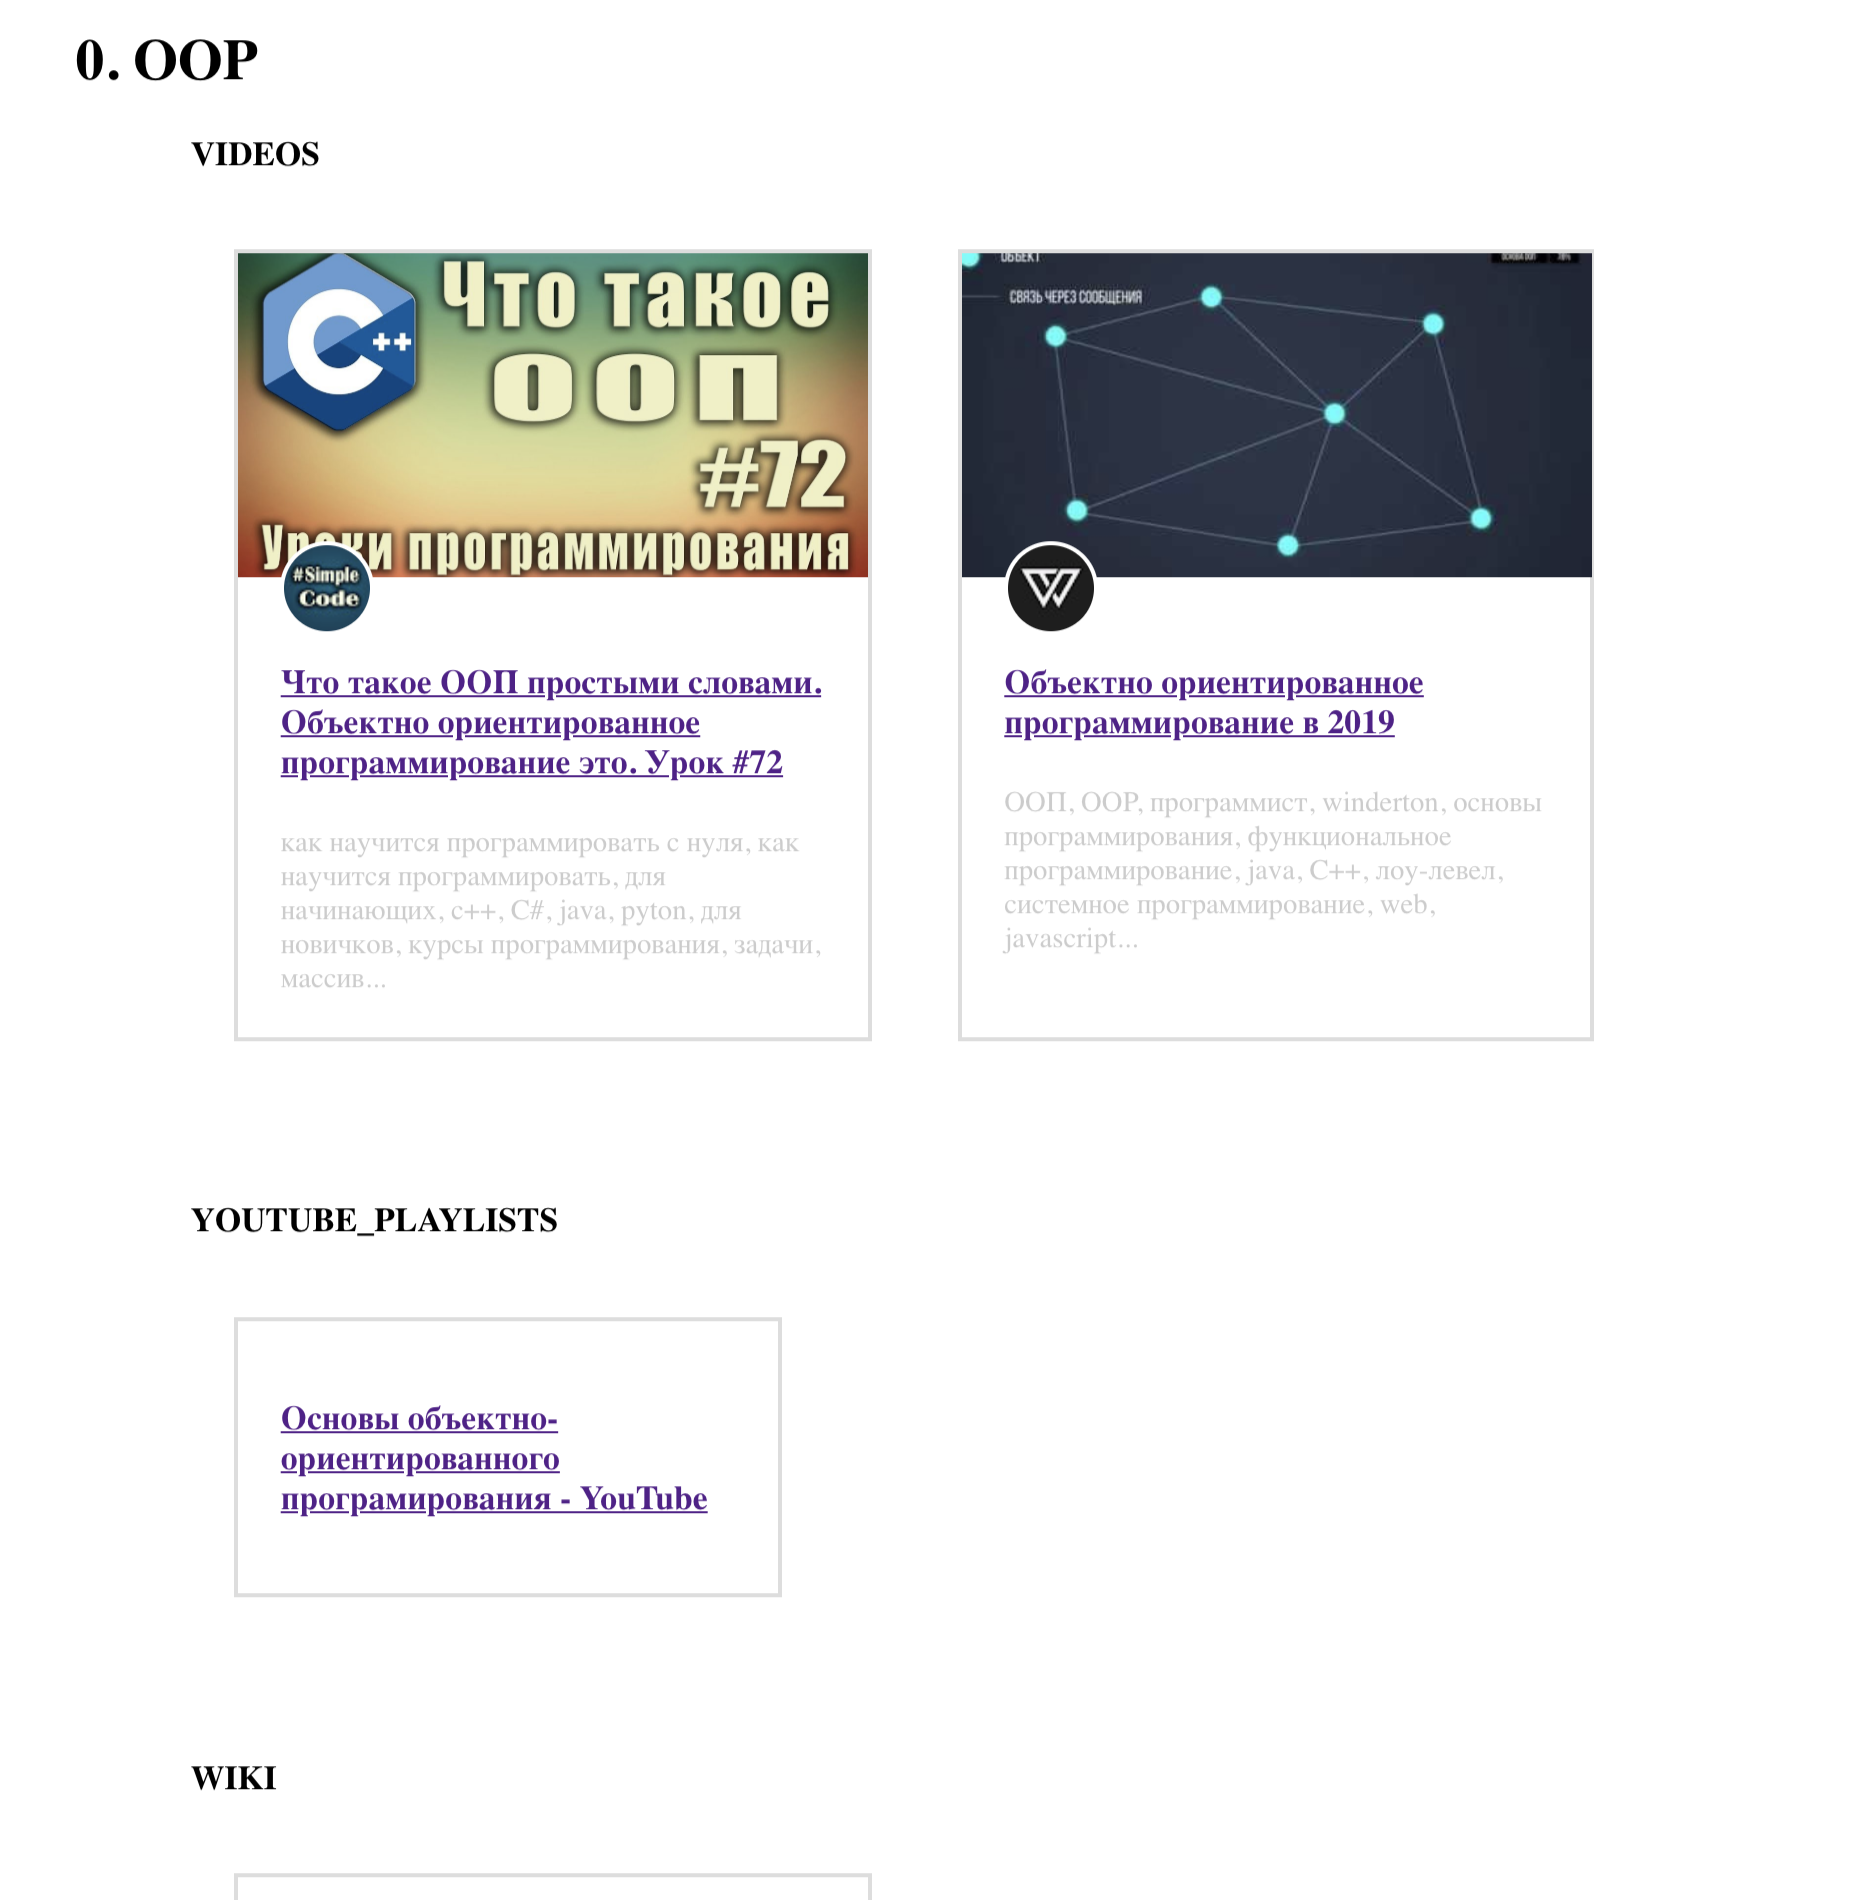 0. OOP
VIDEOS
C++
Что такое
ооп
#72
Уроки программирования
#Simple
Code
Что такое ООП простыми словами.
Объектно ориентированное
программирование это. Урок #72
как научится программировать с нуля, как
научится программировать, для
начинающих, с++, C#, java, pyton, для
новичков, курсы программирования, задачи,
массив...
ОБЪЕКТ
ОСНОВА ООП 78%
СВЯЗЬ ЧЕРЕЗ СООБЩЕНИЯ
Объектно ориентированное
программирование в 2019
ООП, OOP, программист, winderton, основы
программирования, функциональное
программирование, java, C++, лоу-левел,
системное программирование, web,
javascript...
YOUTUBE_PLAYLISTS
Основы объектно-
ориентированного
програмирования - YouTube
WIKI